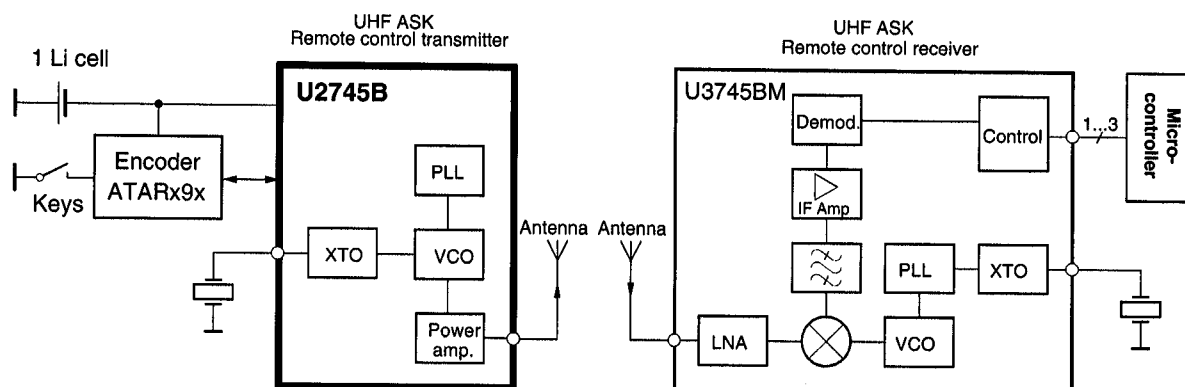 UHF ASK
Remote control transmitter
1 Li cell
U2745B
Encoder
ATARx9x
Keys
PLL
XTO
VCO
Power
amp.
Antenna
UHF ASK
Remote control receiver
U3745BM
Demod.
Control
1...3
Micro-
controller
IF Amp
Antenna
PLL
XTO
LNA
VCO